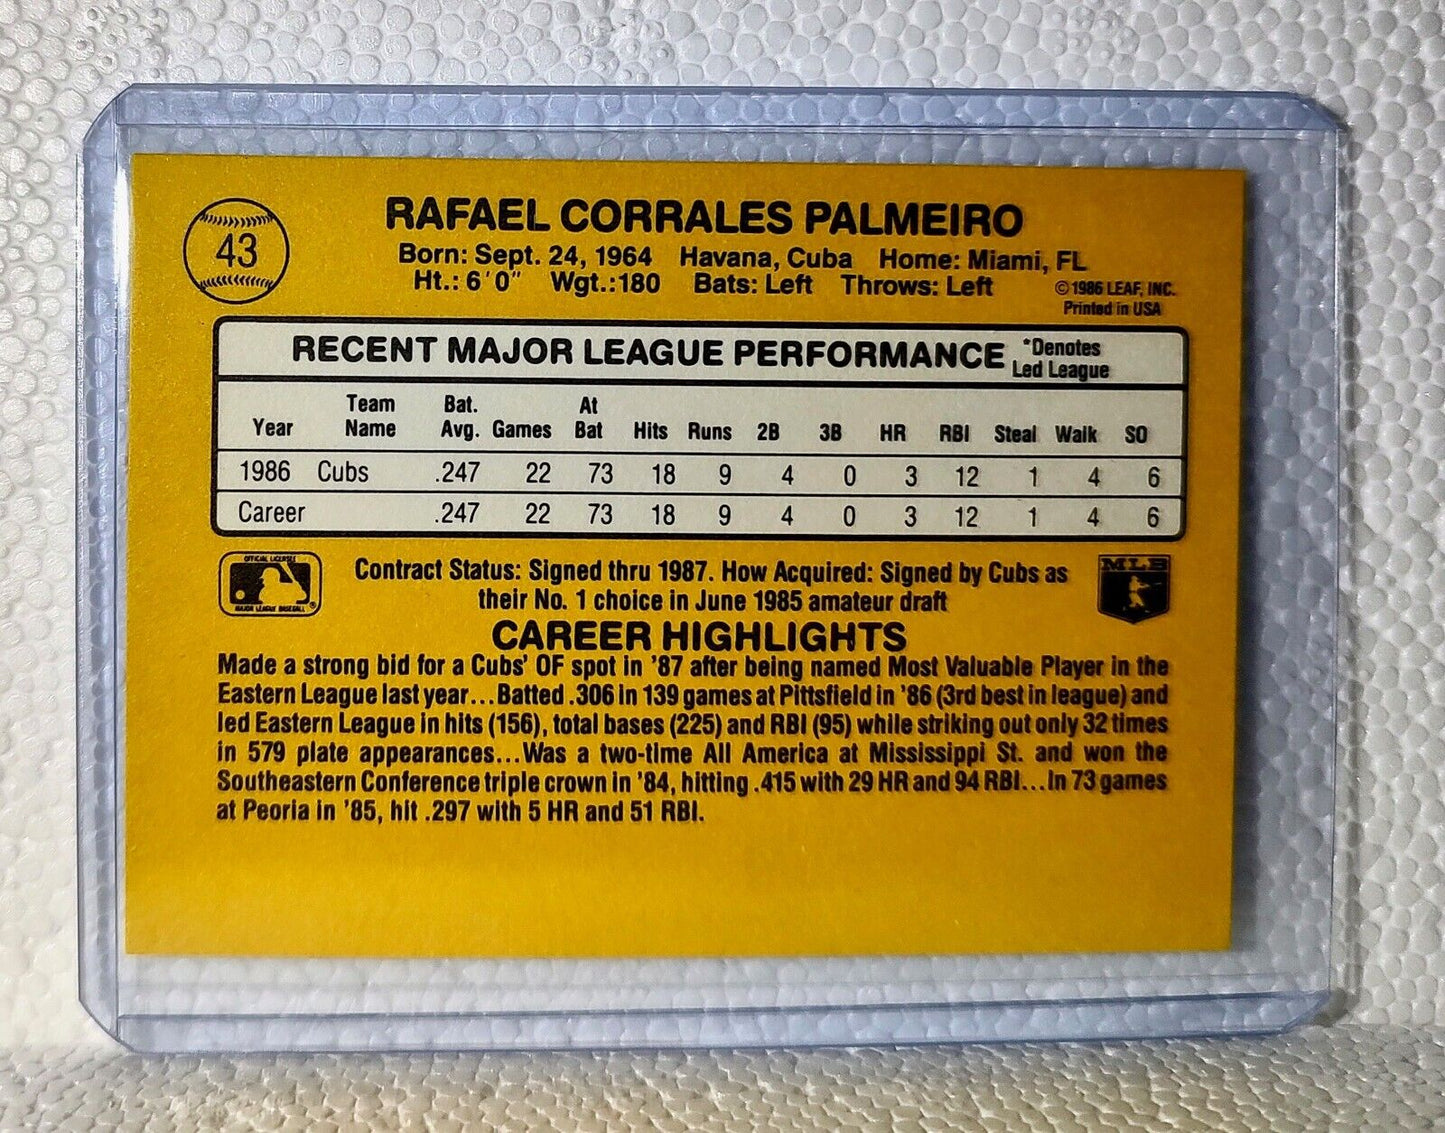 43
RAFAEL CORRALES PALMEIRO
Born: Sept. 24, 1964 Havana, Cuba Home: Miami, FL
Ht.: 6'0" Wgt.:180 Bats: Left Throws: Left
©1986 LEAF, INC.
Printed in USA
RECENT MAJOR LEAGUE PERFORMANCE *Denotes
Led League
Year Team Name Bat. Avg. Games At Bat Hits Runs 2B 3B HR RBI Steal Walk SO
1986 Cubs .247 22 73 18 9 4 0 3 12 1 4 6
Career .247 22 73 18 9 4 0 3 12 1 4 6
OFFICIAL LICENSEE
MAJOR LEAGUE BASEBALL ®
MLB
Contract Status: Signed thru 1987. How Acquired: Signed by Cubs as
their No. 1 choice in June 1985 amateur draft
CAREER HIGHLIGHTS
Made a strong bid for a Cubs' OF spot in '87 after being named Most Valuable Player in the
Eastern League last year...Batted .306 in 139 games at Pittsfield in '86 (3rd best in league) and
led Eastern League in hits (156), total bases (225) and RBI (95) while striking out only 32 times
in 579 plate appearances...Was a two-time All America at Mississippi St. and won the
Southeastern Conference triple crown in '84, hitting .415 with 29 HR and 94 RBI...In 73 games
at Peoria in '85, hit .297 with 5 HR and 51 RBI.